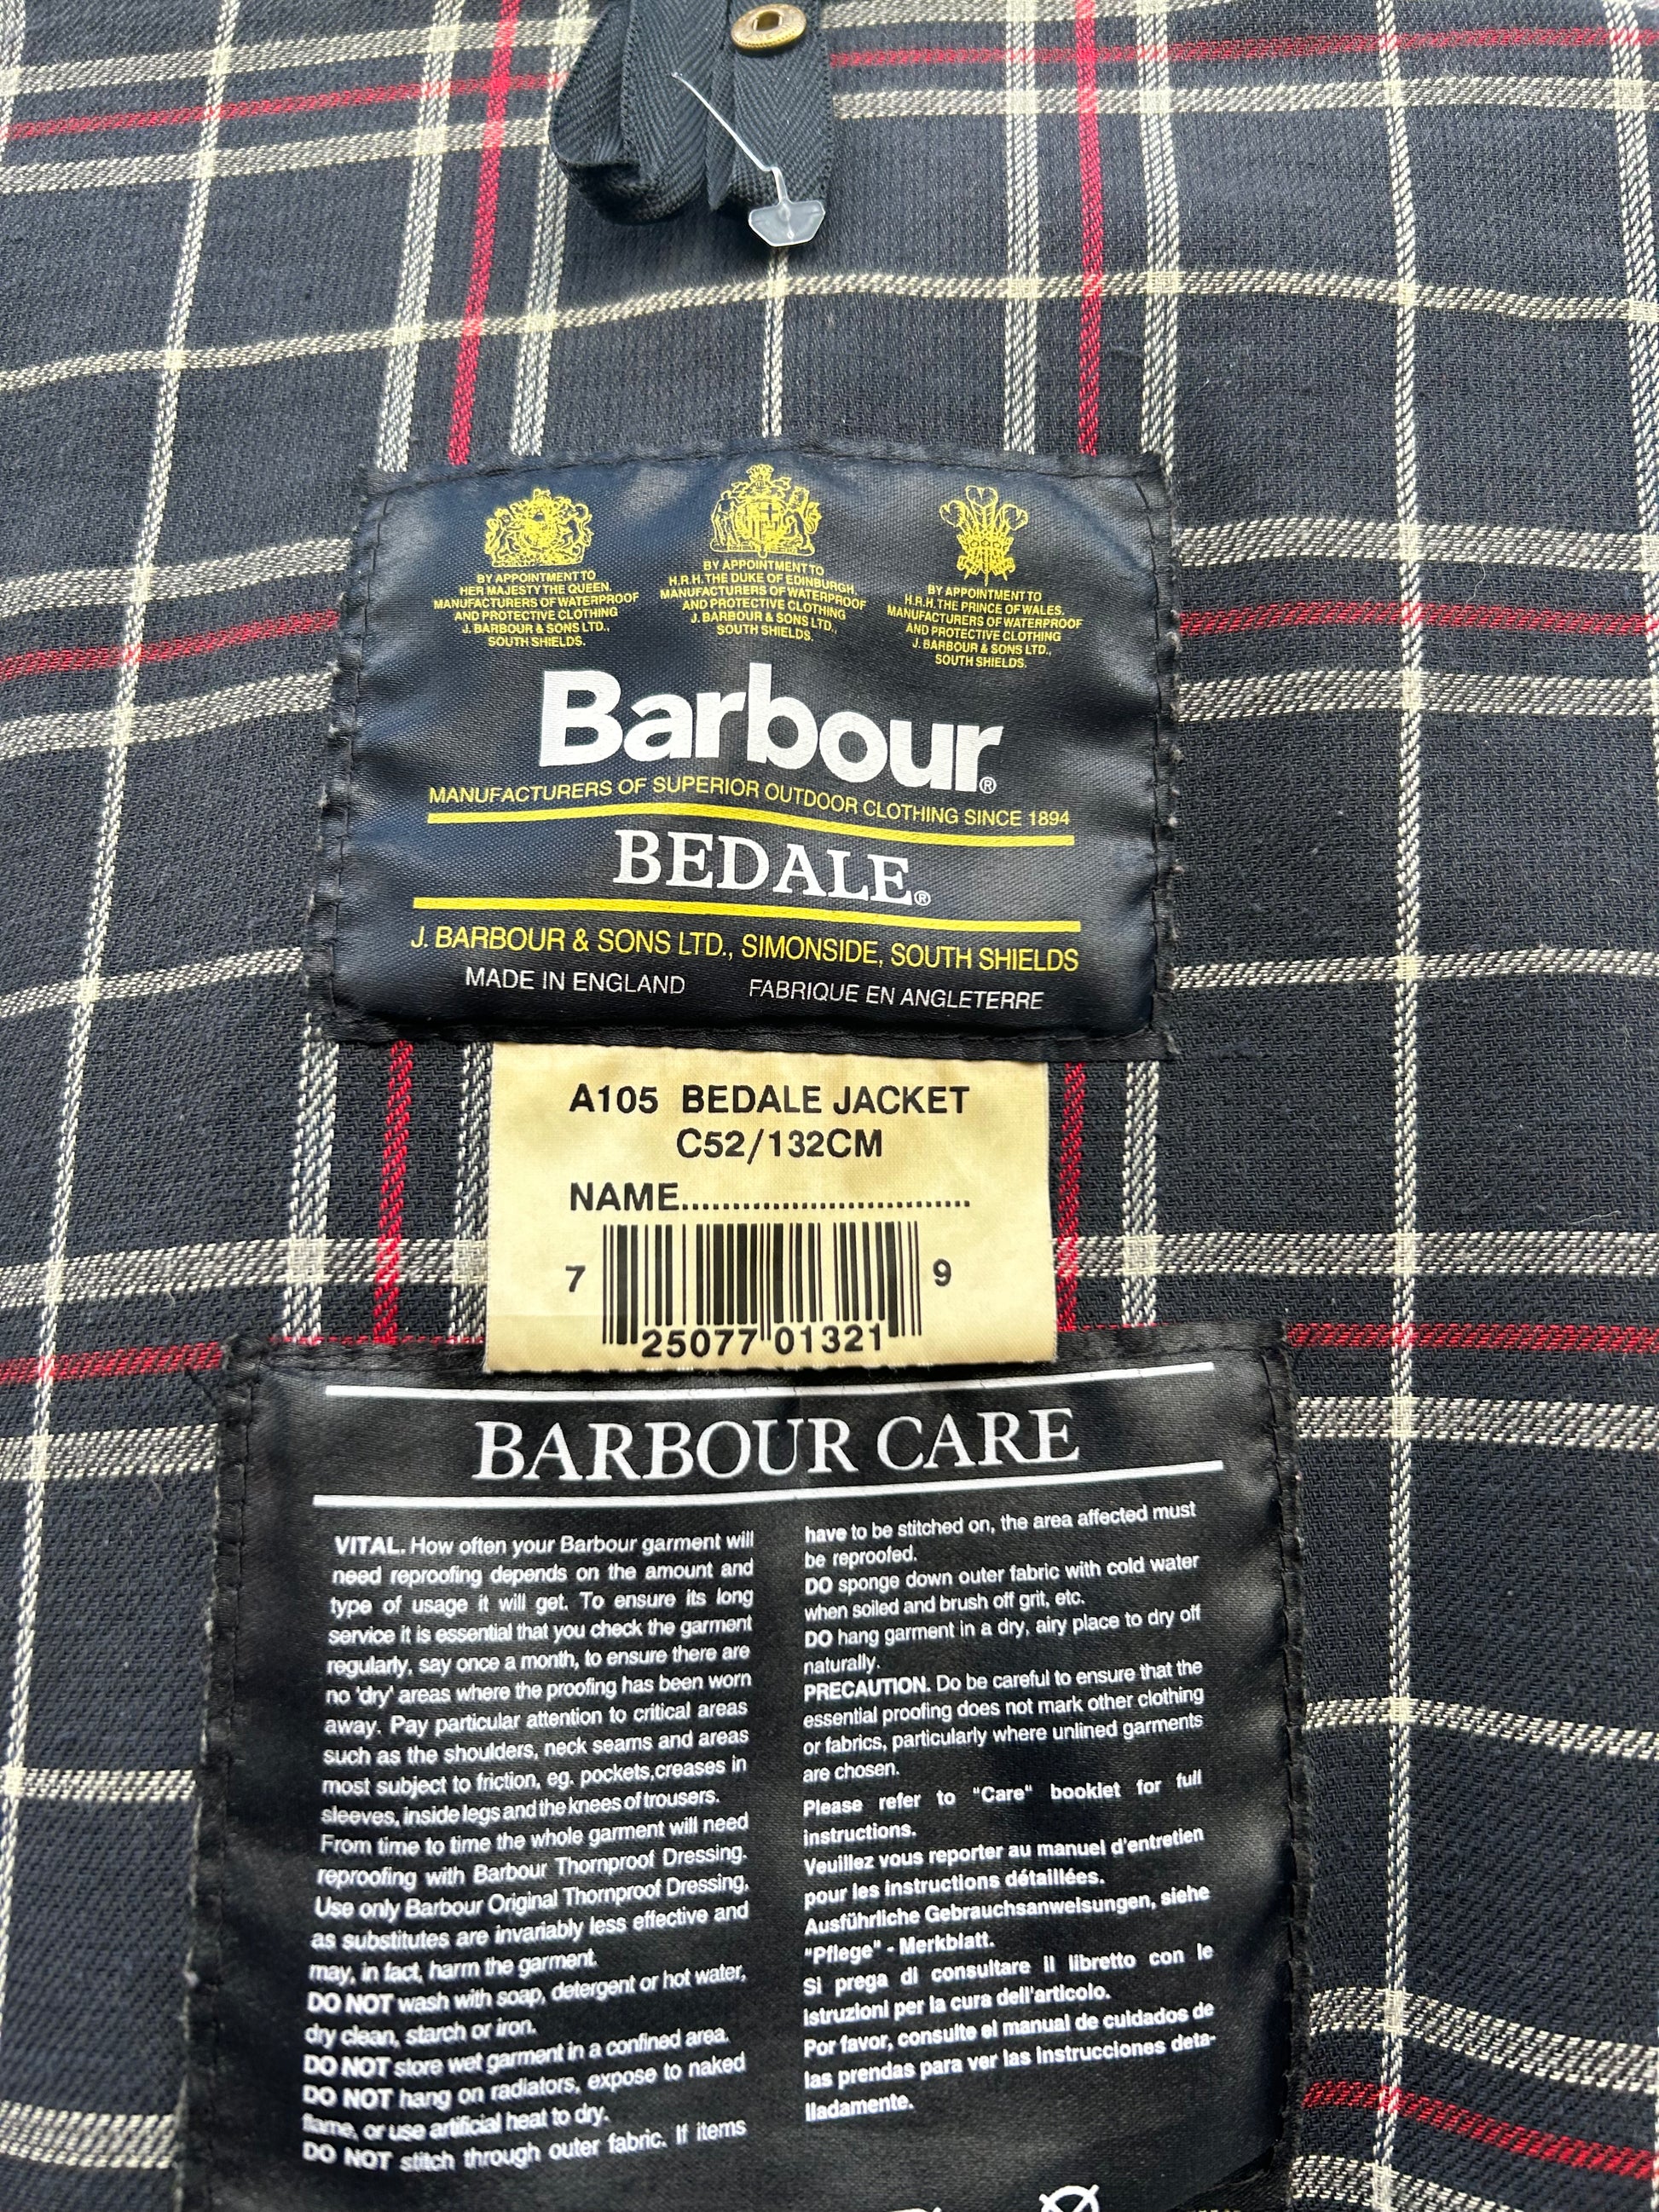 BY APPOINTMENT TO
HER MAJESTY THE QUEEN.
MANUFACTURERS OF WATERPROOF
AND PROTECTIVE CLOTHING
J. BARBOUR & SONS LTD.,
SOUTH SHIELDS.
BY APPOINTMENT TO
H.R.H. THE DUKE OF EDINBURGH.
MANUFACTURERS OF WATERPROOF
AND PROTECTIVE CLOTHING
J. BARBOUR & SONS LTD.,
SOUTH SHIELDS.
BY APPOINTMENT TO
H.R.H. THE PRINCE OF WALES.
MANUFACTURERS OF WATERPROOF
AND PROTECTIVE CLOTHING
J. BARBOUR & SONS LTD.,
SOUTH SHIELDS.
Barbour®
MANUFACTURERS OF SUPERIOR OUTDOOR CLOTHING SINCE 1894
BEDALE®
J. BARBOUR & SONS LTD., SIMONSIDE, SOUTH SHIELDS
MADE IN ENGLAND FABRIQUE EN ANGLETERRE
A105 BEDALE JACKET
C52/132CM
NAME..............................
7 25077 01321 9
BARBOUR CARE
VITAL. How often your Barbour garment will
need reproofing depends on the amount and
type of usage it will get. To ensure its long
service it is essential that you check the garment
regularly, say once a month, to ensure there are
no 'dry' areas where the proofing has been worn
away. Pay particular attention to critical areas
such as the shoulders, neck seams and areas
most subject to friction, eg. pockets,creases in
sleeves, inside legs and the knees of trousers.
From time to time the whole garment will need
reproofing with Barbour Thornproof Dressing.
Use only Barbour Original Thornproof Dressing,
as substitutes are invariably less effective and
may, in fact, harm the garment.
DO NOT wash with soap, detergent or hot water,
dry clean, starch or iron.
DO NOT store wet garment in a confined area.
DO NOT hang on radiators, expose to naked
flame, or use artificial heat to dry.
DO NOT stitch through outer fabric. If items
have to be stitched on, the area affected must
be reproofed.
DO sponge down outer fabric with cold water
when soiled and brush off grit, etc.
DO hang garment in a dry, airy place to dry off
naturally.
PRECAUTION. Do be careful to ensure that the
essential proofing does not mark other clothing
or fabrics, particularly where unlined garments
are chosen.
Please refer to "Care" booklet for full
instructions.
Veuillez vous reporter au manuel d'entretien
pour les instructions détaillées.
Ausführliche Gebrauchsanweisungen, siehe
"Pflege" - Merkblatt.
Si prega di consultare il libretto con le
istruzioni per la cura dell'articolo.
Por favor, consulte el manual de cuidados de
las prendas para ver las instrucciones deta-
lladamente.